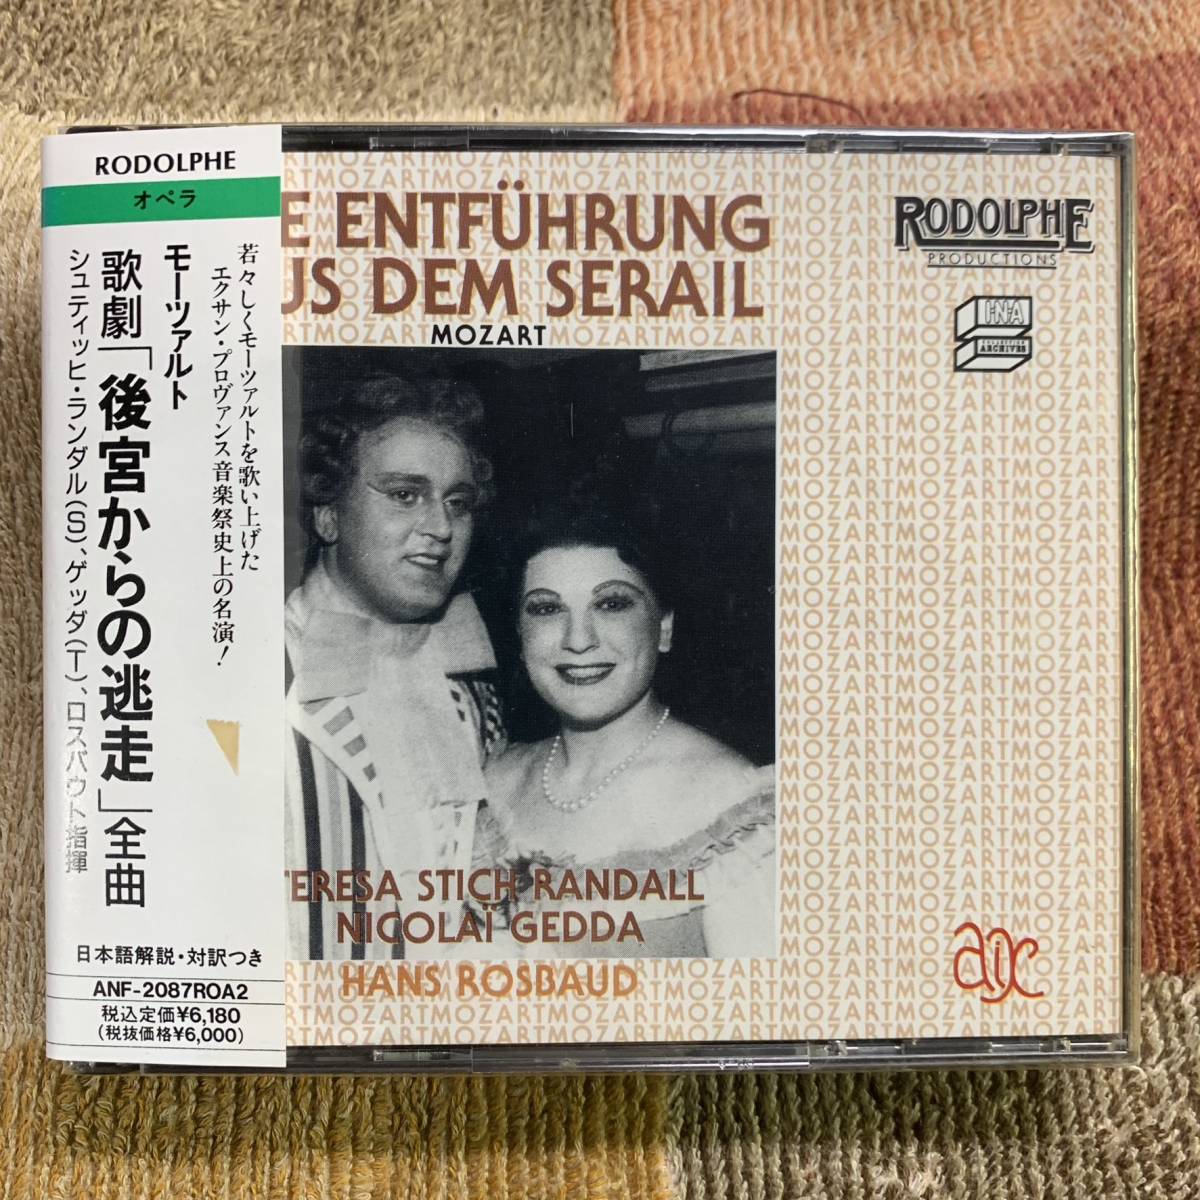 RODOLPHE
オペラ
若々しくモーツァルトを歌い上げた
エクサン・プロヴァンス音楽祭史上の名演!
モーツァルト
歌劇「後宮からの逃走」全曲
シュティッヒ・ランダル(S)、ゲッダ(T)、ロスバウト指揮
日本語解説・対訳つき
ANF-2087ROA2
税込定価¥6,180
(税抜価格¥6,000)
E ENTFÜHRUNG
US DEM SERAIL
MOZART
RODOLPHE
PRODUCTIONS
I·N·A
COLLECTION
ARCHIVES
TERESA STICH RANDALL
NICOLAÏ GEDDA
HANS ROSBAUD